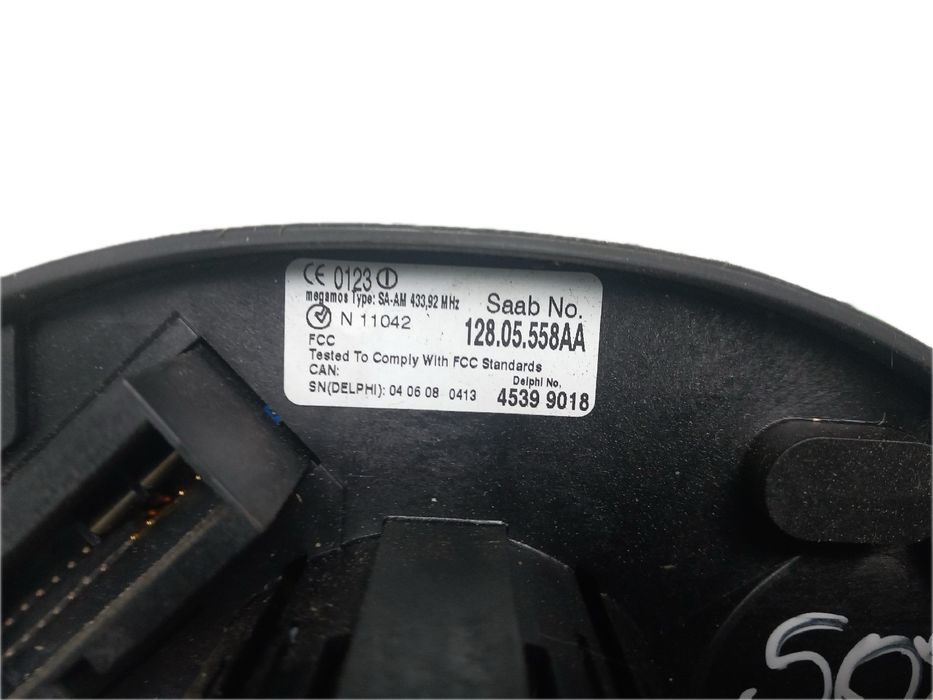 CE 0123
megamos Type: SA-AM 433,92 MHz
N 11042
FCC
Tested To Comply With FCC Standards
CAN:
SN(DELPHI): 04 06 08 0413
Saab No.
128.05.558AA
Delphi No.
4539 9018